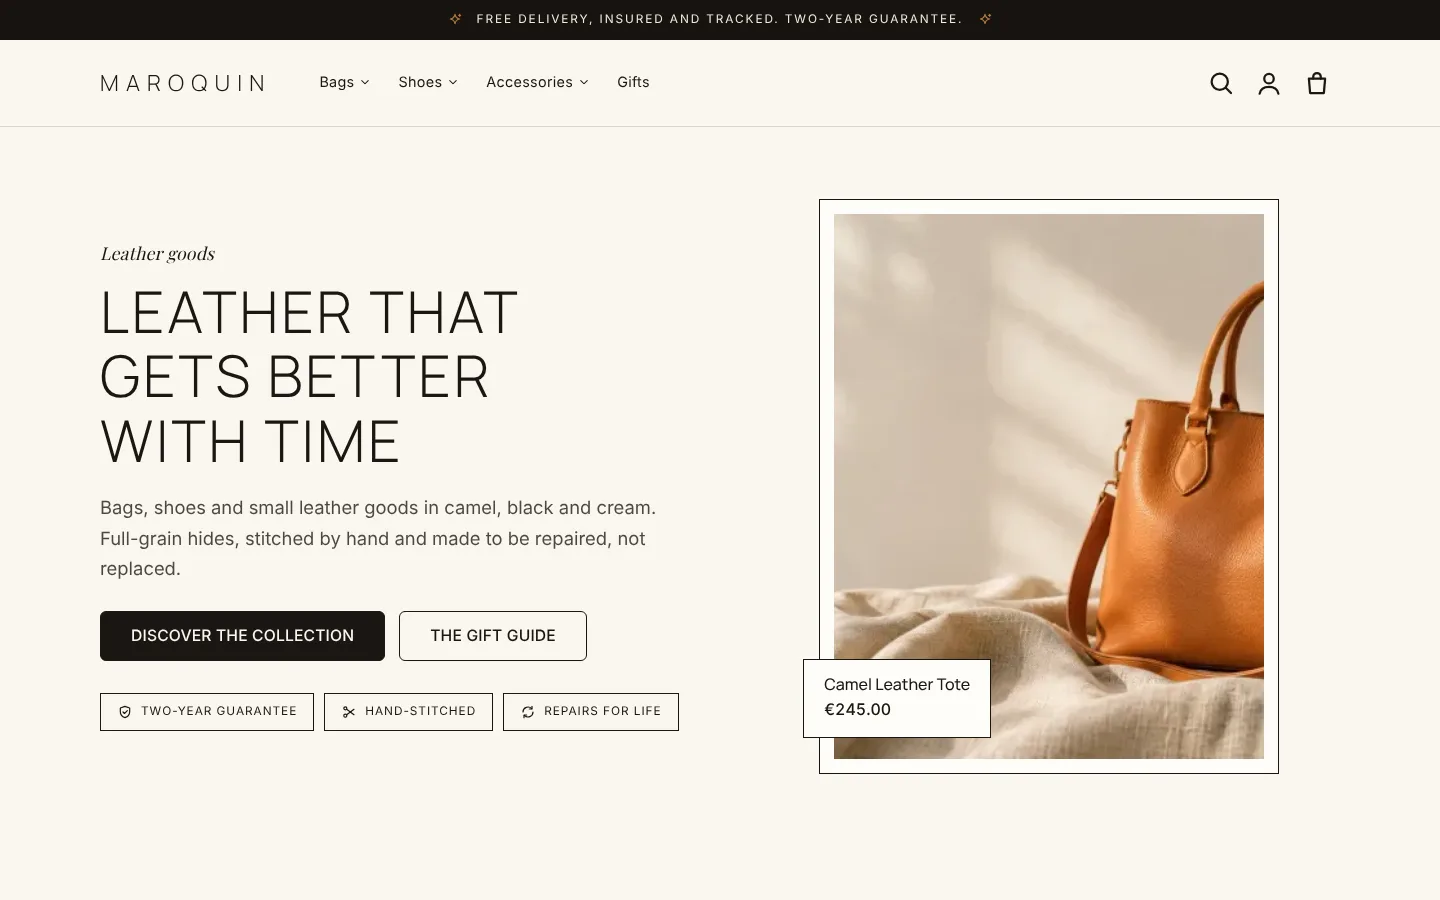 FREE DELIVERY, INSURED AND TRACKED. TWO-YEAR GUARANTEE.
MAROQUIN
Bags
Shoes
Accessories
Gifts
Leather goods
LEATHER THAT
GETS BETTER
WITH TIME
Bags, shoes and small leather goods in camel, black and cream.
Full-grain hides, stitched by hand and made to be repaired, not
replaced.
DISCOVER THE COLLECTION
THE GIFT GUIDE
TWO-YEAR GUARANTEE
HAND-STITCHED
REPAIRS FOR LIFE
Camel Leather Tote
€245.00